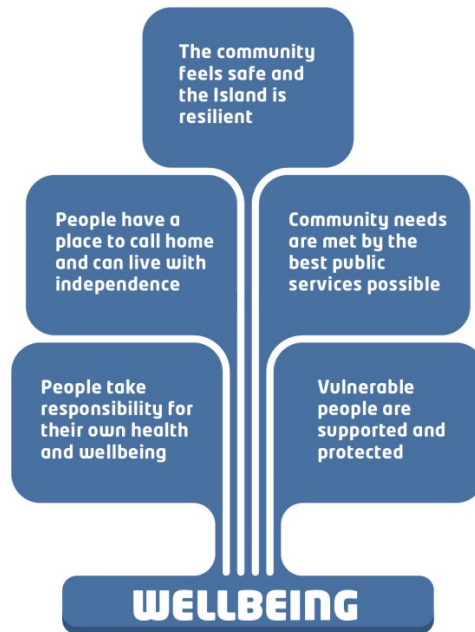 The community
feels safe and
the Island is
resilient
People have a
place to call home
and can live with
independence
Community needs
are met by the
best public
services possible
People take
responsibility for
their own health
and wellbeing
Vulnerable
people are
supported and
protected
WELLBEING